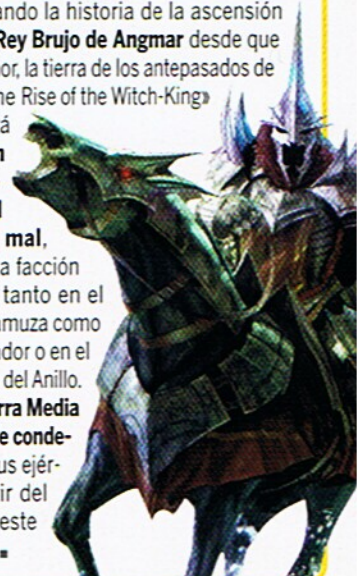 ando la historia de la ascensión
Rey Brujo de Angmar desde que
or, la tierra de los antepasados de
he Rise of the Witch-King»
á
n
l
mal,
a facción
tanto en el
amuza como
dor o en el
del Anillo.
rra Media
e conde-
us ejér-
ir del
este